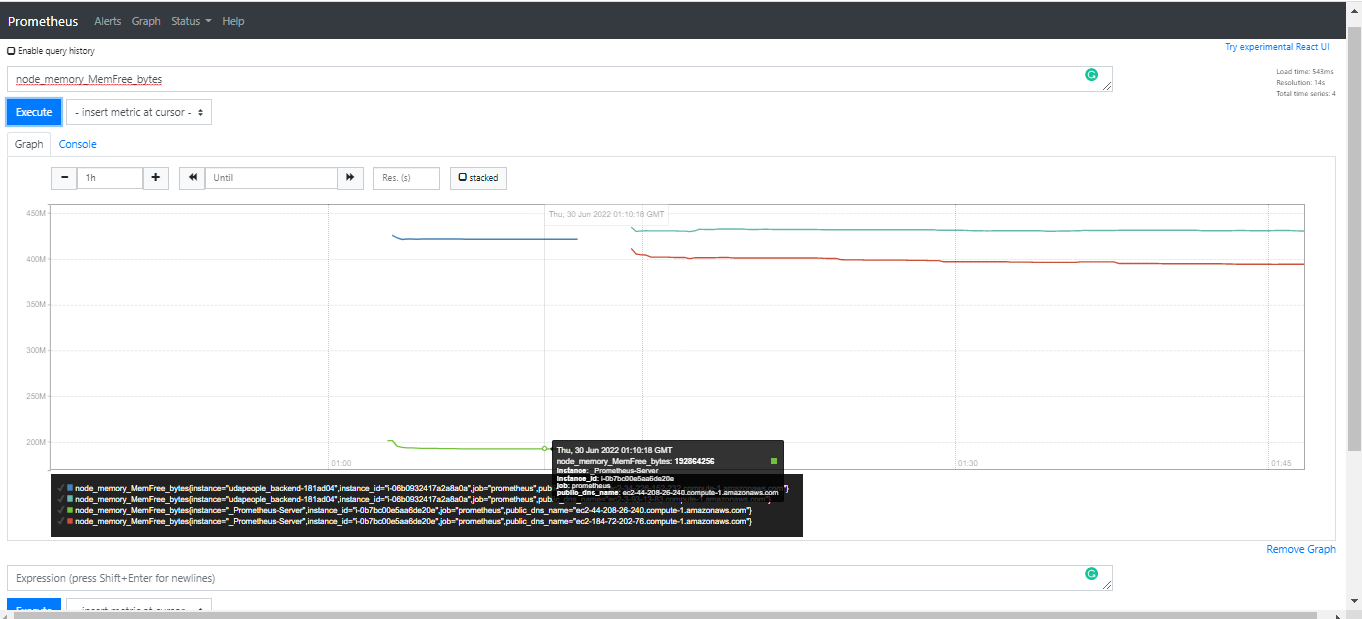 Prometheus Alerts Graph Status Help
Enable query history
Try experimental React UI
node_memory_MemFree_bytes
Load time: 543ms
Resolution: 14s
Total time series: 4
Execute - insert metric at cursor -
Graph Console
1h Until Res. (s) stacked
450M
400M
350M
300M
250M
200M
Thu, 30 Jun 2022 01:10:18 GMT
01:00 01:30 01:45
Thu, 30 Jun 2022 01:10:18 GMT
node_memory_MemFree_bytes: 192864256
instance: _Prometheus-Server
instance_id: i-0b7bc00e5aa6de20e
job: prometheus
public_dns_name: ec2-44-208-26-240.compute-1.amazonaws.com
node_memory_MemFree_bytes{instance="udapeople_backend-181ad04",instance_id="i-06b0932417a2a8a0a",job="prometheus",pub
node_memory_MemFree_bytes{instance="udapeople_backend-181ad04",instance_id="i-06b0932417a2a8a0a",job="prometheus",pub
node_memory_MemFree_bytes{instance="_Prometheus-Server",instance_id="i-0b7bc00e5aa6de20e",job="prometheus",public_dns_name="ec2-44-208-26-240.compute-1.amazonaws.com"}
node_memory_MemFree_bytes{instance="_Prometheus-Server",instance_id="i-0b7bc00e5aa6de20e",job="prometheus",public_dns_name="ec2-184-72-202-76.compute-1.amazonaws.com"}
Remove Graph
Expression (press Shift+Enter for newlines)
Execute - insert metric at cursor -